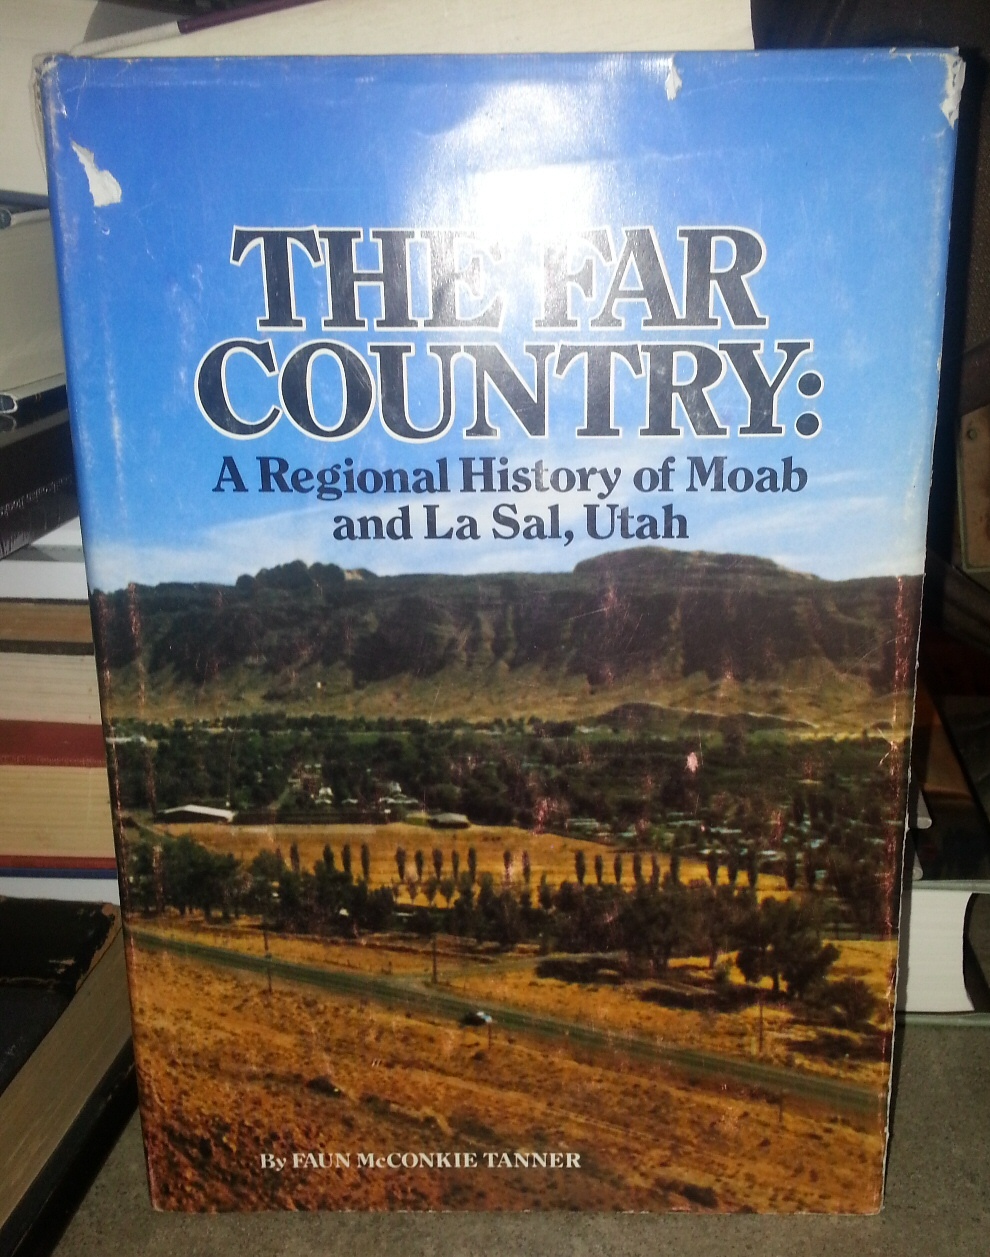 THE FAR
COUNTRY:
A Regional History of Moab
and La Sal, Utah
By FAUN McCONKIE TANNER